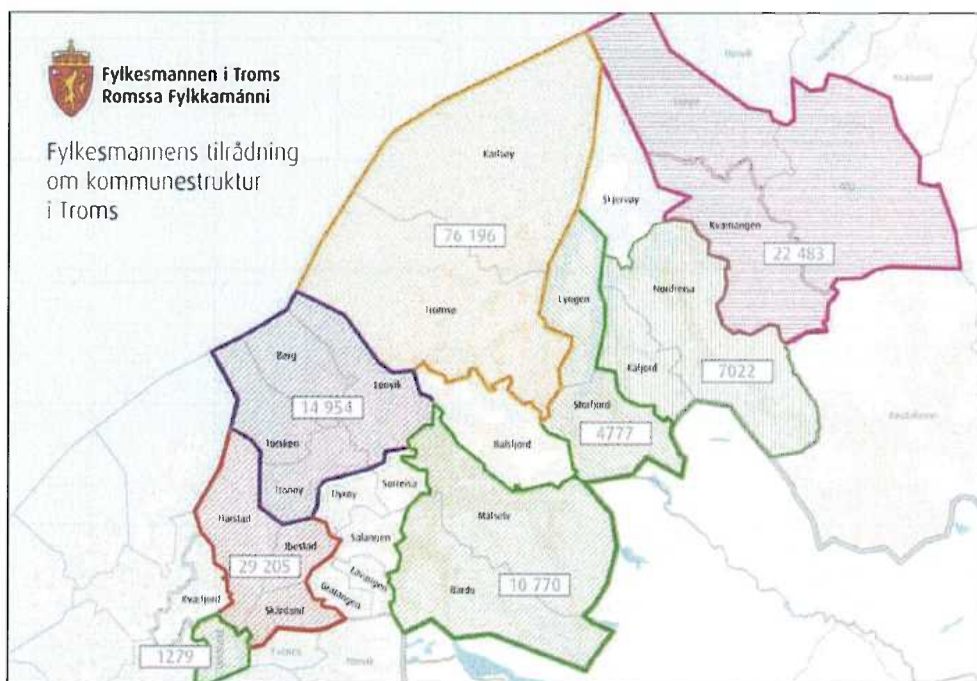 Fylkesmannen i Troms
Romssa Fylkkamánni
Fylkesmannens tilrådning
om kommunestruktur
i Troms
Karlsøy
76 196
Tromsø
Skjervøy
Kvænangen
22 483
Nordreisa
Lyngen
Kåfjord
7022
Storfjord
4777
Balsfjord
Berg
Lenvik
14 954
Torsken
Tranøy
Dyrøy
Sørreisa
Målselv
Harstad
Ibestad
Salangen
29 205
Lavangen
Gratangen
Bardu
10 770
Kvæfjord
Skånland
1279